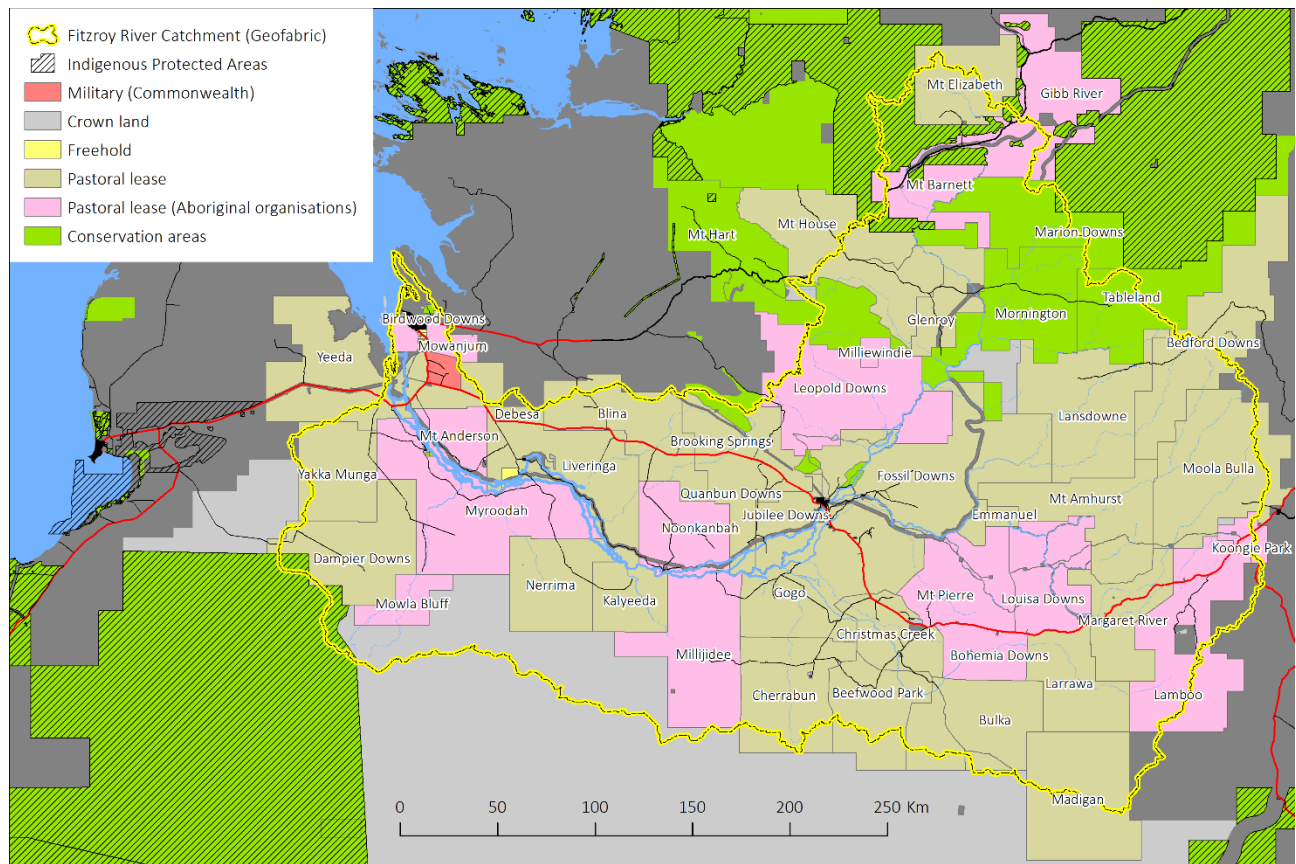 Fitzroy River Catchment (Geofabric)
Indigenous Protected Areas
Military (Commonwealth)
Crown land
Freehold
Pastoral lease
Pastoral lease (Aboriginal organisations)
Conservation areas
Mt Elizabeth
Gibb River
Mt Barnett
Mt House
Mt Hart
Marion Downs
Tableland
Mornington
Glenroy
Birdwood Downs
Mowanjum
Yeeda
Milliewindie
Bedford Downs
Leopold Downs
Debesa
Blina
Lansdowne
Mt Anderson
Brooking Springs
Liveringa
Moola Bulla
Yakka Munga
Fossil Downs
Quanbun Downs
Mt Amhurst
Myroodah
Jubilee Downs
Emmanuel
Noonkanbah
Koongie Park
Dampier Downs
Nerrima
Kalyeeda
Gogo
Mt Pierre
Louisa Downs
Mowla Bluff
Margaret River
Christmas Creek
Millijidee
Bohemia Downs
Cherrabun
Beefwood Park
Larrawa
Lamboo
Bulka
Madigan
0 50 100 150 200 250 Km